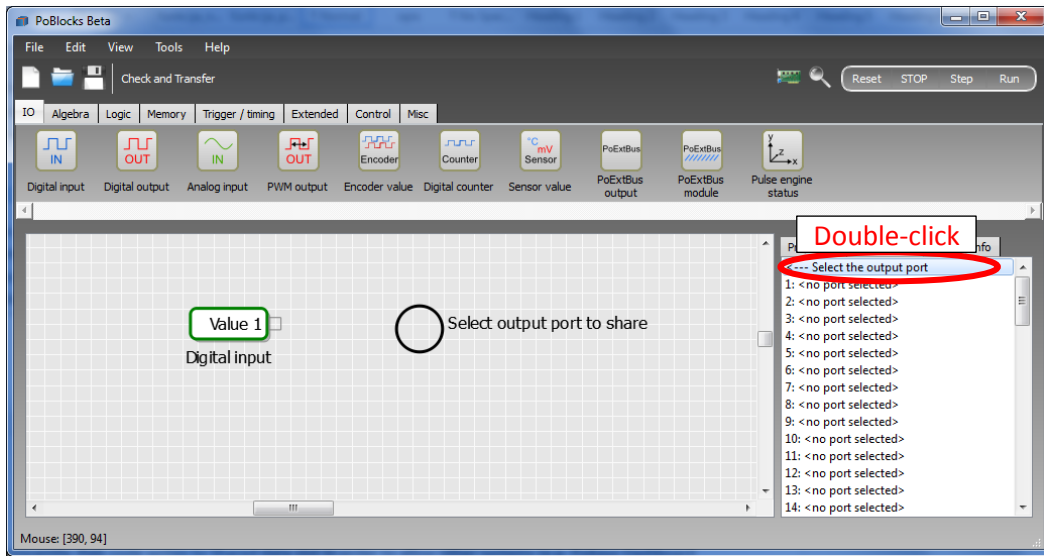 PoBlocks Beta
File Edit View Tools Help
Check and Transfer
Reset STOP Step Run
IO Algebra Logic Memory Trigger / timing Extended Control Misc
IN OUT IN OUT Encoder Counter °C mV Sensor PoExtBus PoExtBus y z x
Digital input Digital output Analog input PWM output Encoder value Digital counter Sensor value PoExtBus output PoExtBus module Pulse engine status
Double-click
<--- Select the output port
1: <no port selected>
2: <no port selected>
3: <no port selected>
4: <no port selected>
5: <no port selected>
6: <no port selected>
7: <no port selected>
8: <no port selected>
9: <no port selected>
10: <no port selected>
11: <no port selected>
12: <no port selected>
13: <no port selected>
14: <no port selected>
Value 1
Digital input
Select output port to share
Mouse: [390, 94]